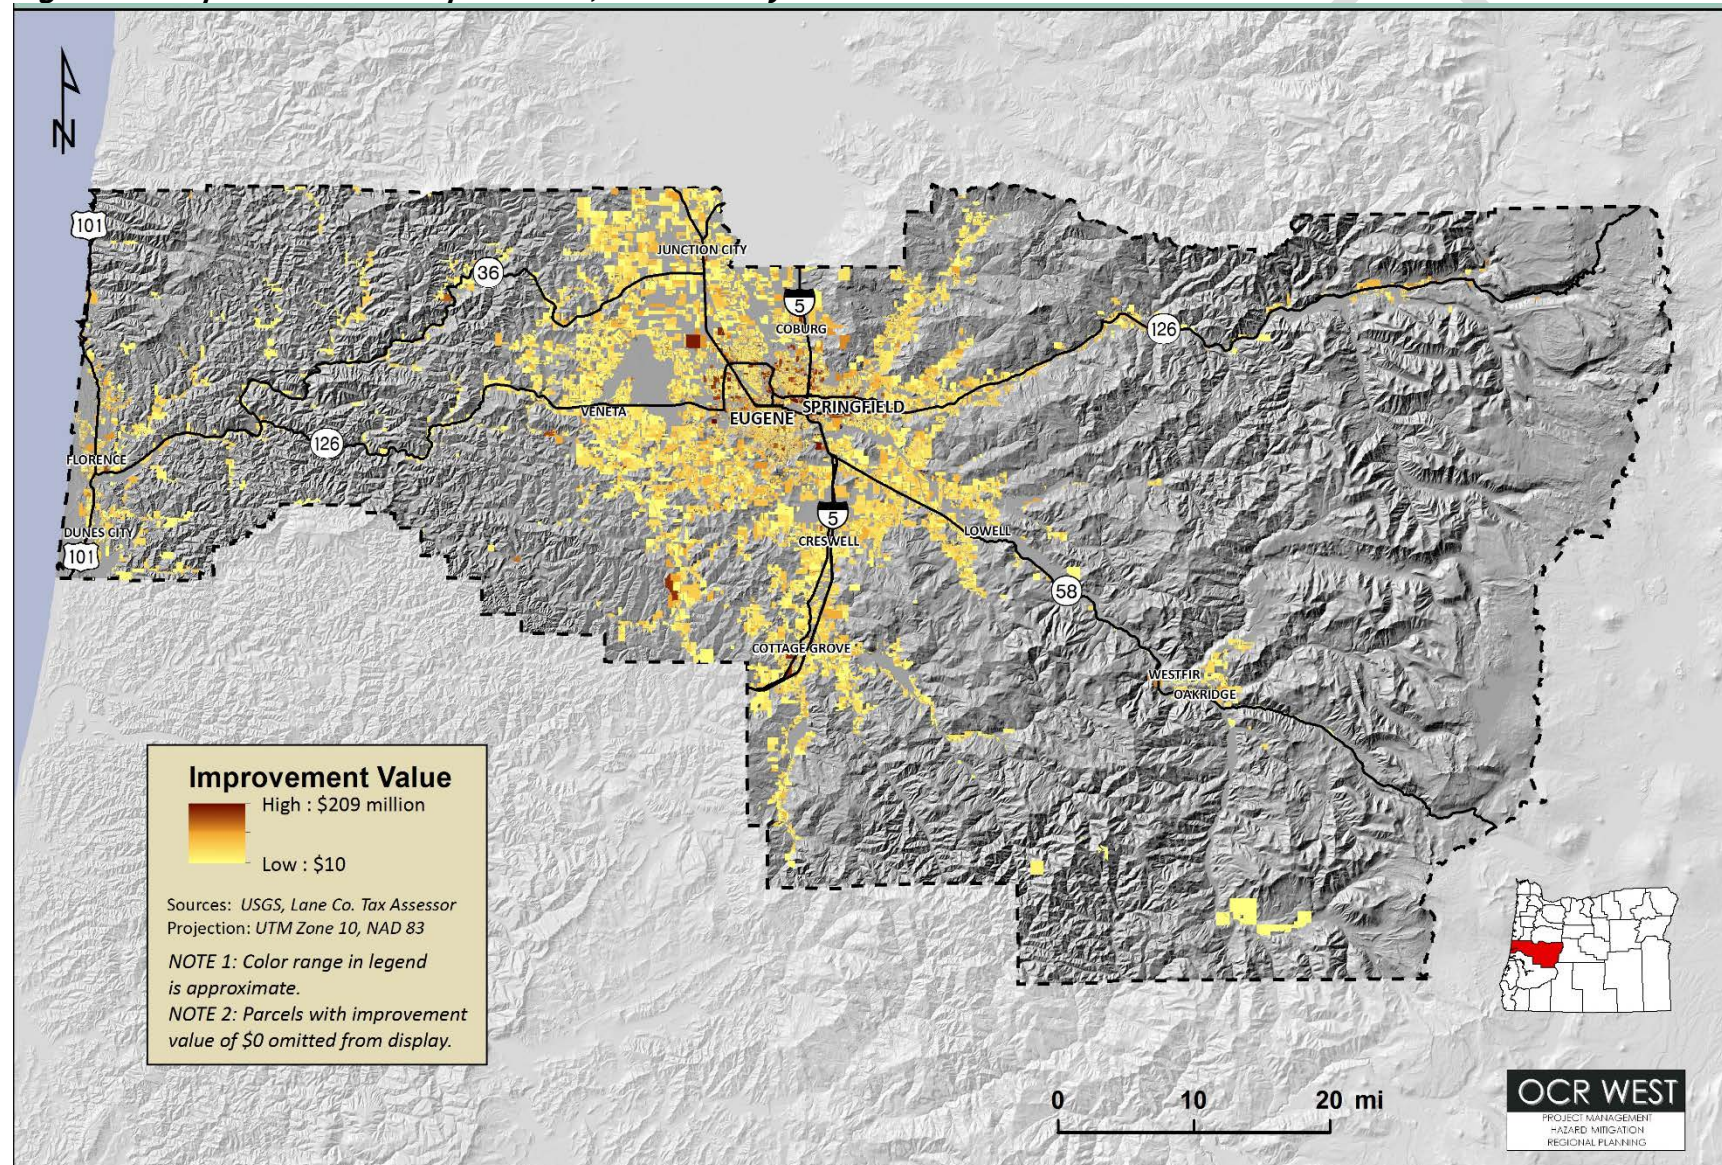 N
101
36
JUNCTION CITY
5
COBURG
126
VENETA
EUGENE
SPRINGFIELD
126
FLORENCE
DUNES CITY
101
5
CRESWELL
LOWELL
58
COTTAGE GROVE
WESTFIR
OAKRIDGE
Improvement Value
High : $209 million
Low : $10
Sources: USGS, Lane Co. Tax Assessor
Projection: UTM Zone 10, NAD 83
NOTE 1: Color range in legend
is approximate.
NOTE 2: Parcels with improvement
value of $0 omitted from display.
0 10 20 mi
OCR WEST
PROJECT MANAGEMENT
HAZARD MITIGATION
REGIONAL PLANNING